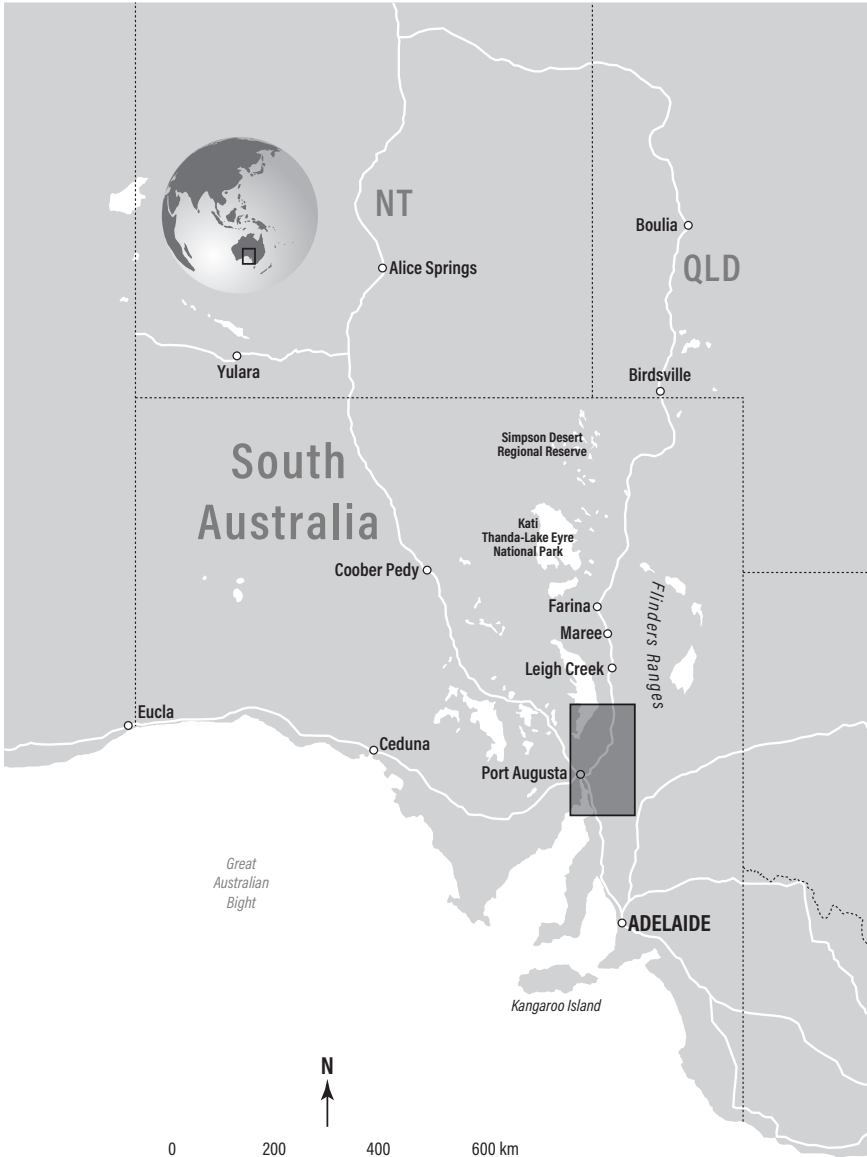 NT
Boulia
QLD
Alice Springs
Yulara
Birdsville
Simpson Desert
Regional Reserve
South
Australia
Kati
Thanda-Lake Eyre
National Park
Coober Pedy
Farina
Flinders Ranges
Maree
Leigh Creek
Eucla
Ceduna
Port Augusta
Great
Australian
Bight
ADELAIDE
Kangaroo Island
N
0 200 400 600 km